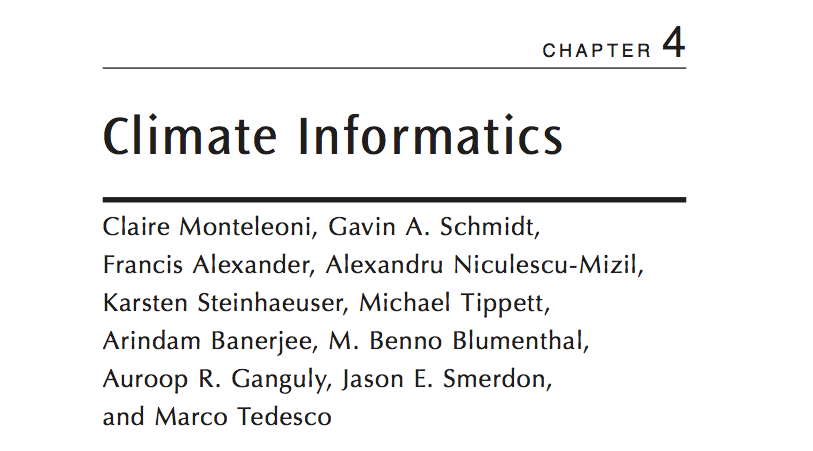 CHAPTER 4
Climate Informatics
Claire Monteleoni, Gavin A. Schmidt,
Francis Alexander, Alexandru Niculescu-Mizil,
Karsten Steinhaeuser, Michael Tippett,
Arindam Banerjee, M. Benno Blumenthal,
Auroop R. Ganguly, Jason E. Smerdon,
and Marco Tedesco